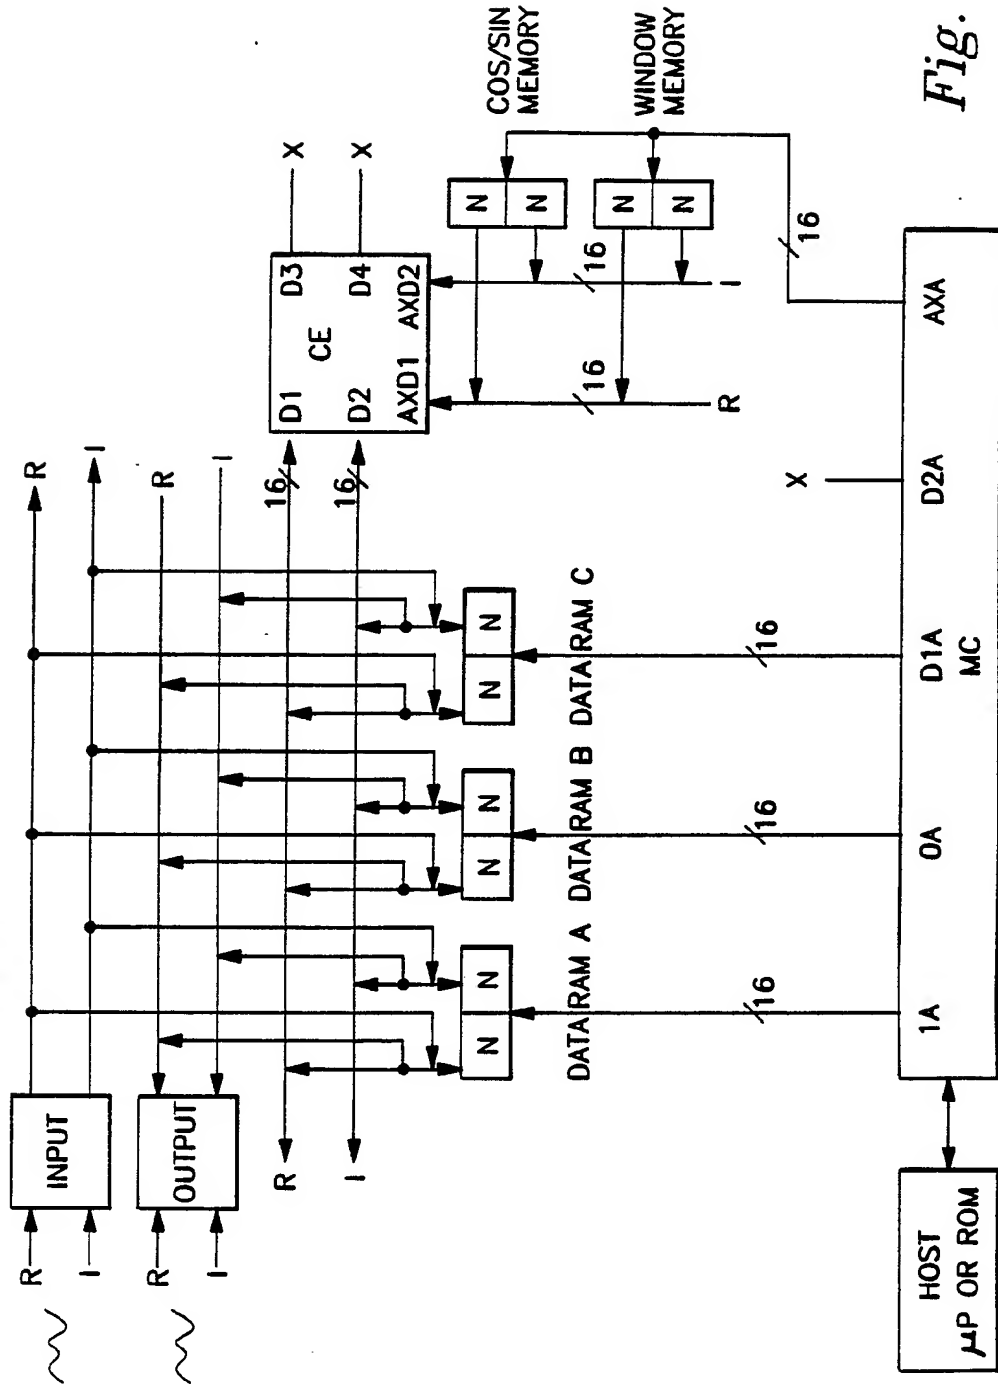 R
I
INPUT
R
I
R
I
OUTPUT
R
I
R
I
16
16
D1
D2
D3
D4
CE
AXD1
AXD2
X
X
N
N
N
N
N
N
DATA RAM A
DATA RAM B
DATA RAM C
N
N
COS/SIN
MEMORY
N
N
WINDOW
MEMORY
16
16
R
I
16
16
16
16
X
1A
0A
D1A
D2A
AXA
MC
HOST
µP OR ROM
Fig.